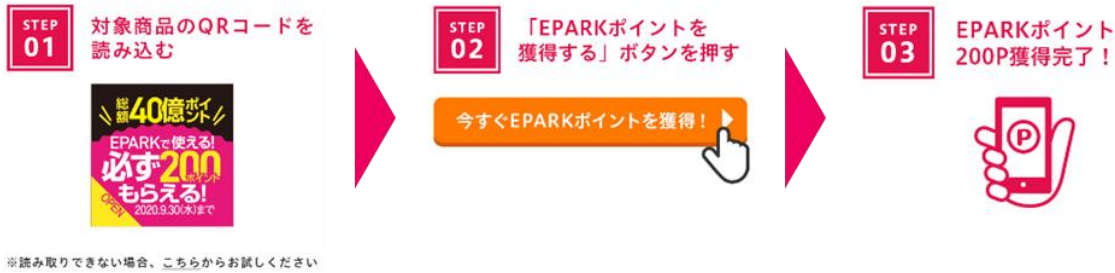 STEP
01
対象商品のQRコードを
読み込む
総額40億ポイント
EPARKで使える!
必ず200ポイント
もらえる!
OPEN
2020.9.30(水)まで
※読み取りできない場合、こちらからお試しください
STEP
02
「EPARKポイントを
獲得する」ボタンを押す
今すぐEPARKポイントを獲得!
STEP
03
EPARKポイント
200P獲得完了!
P